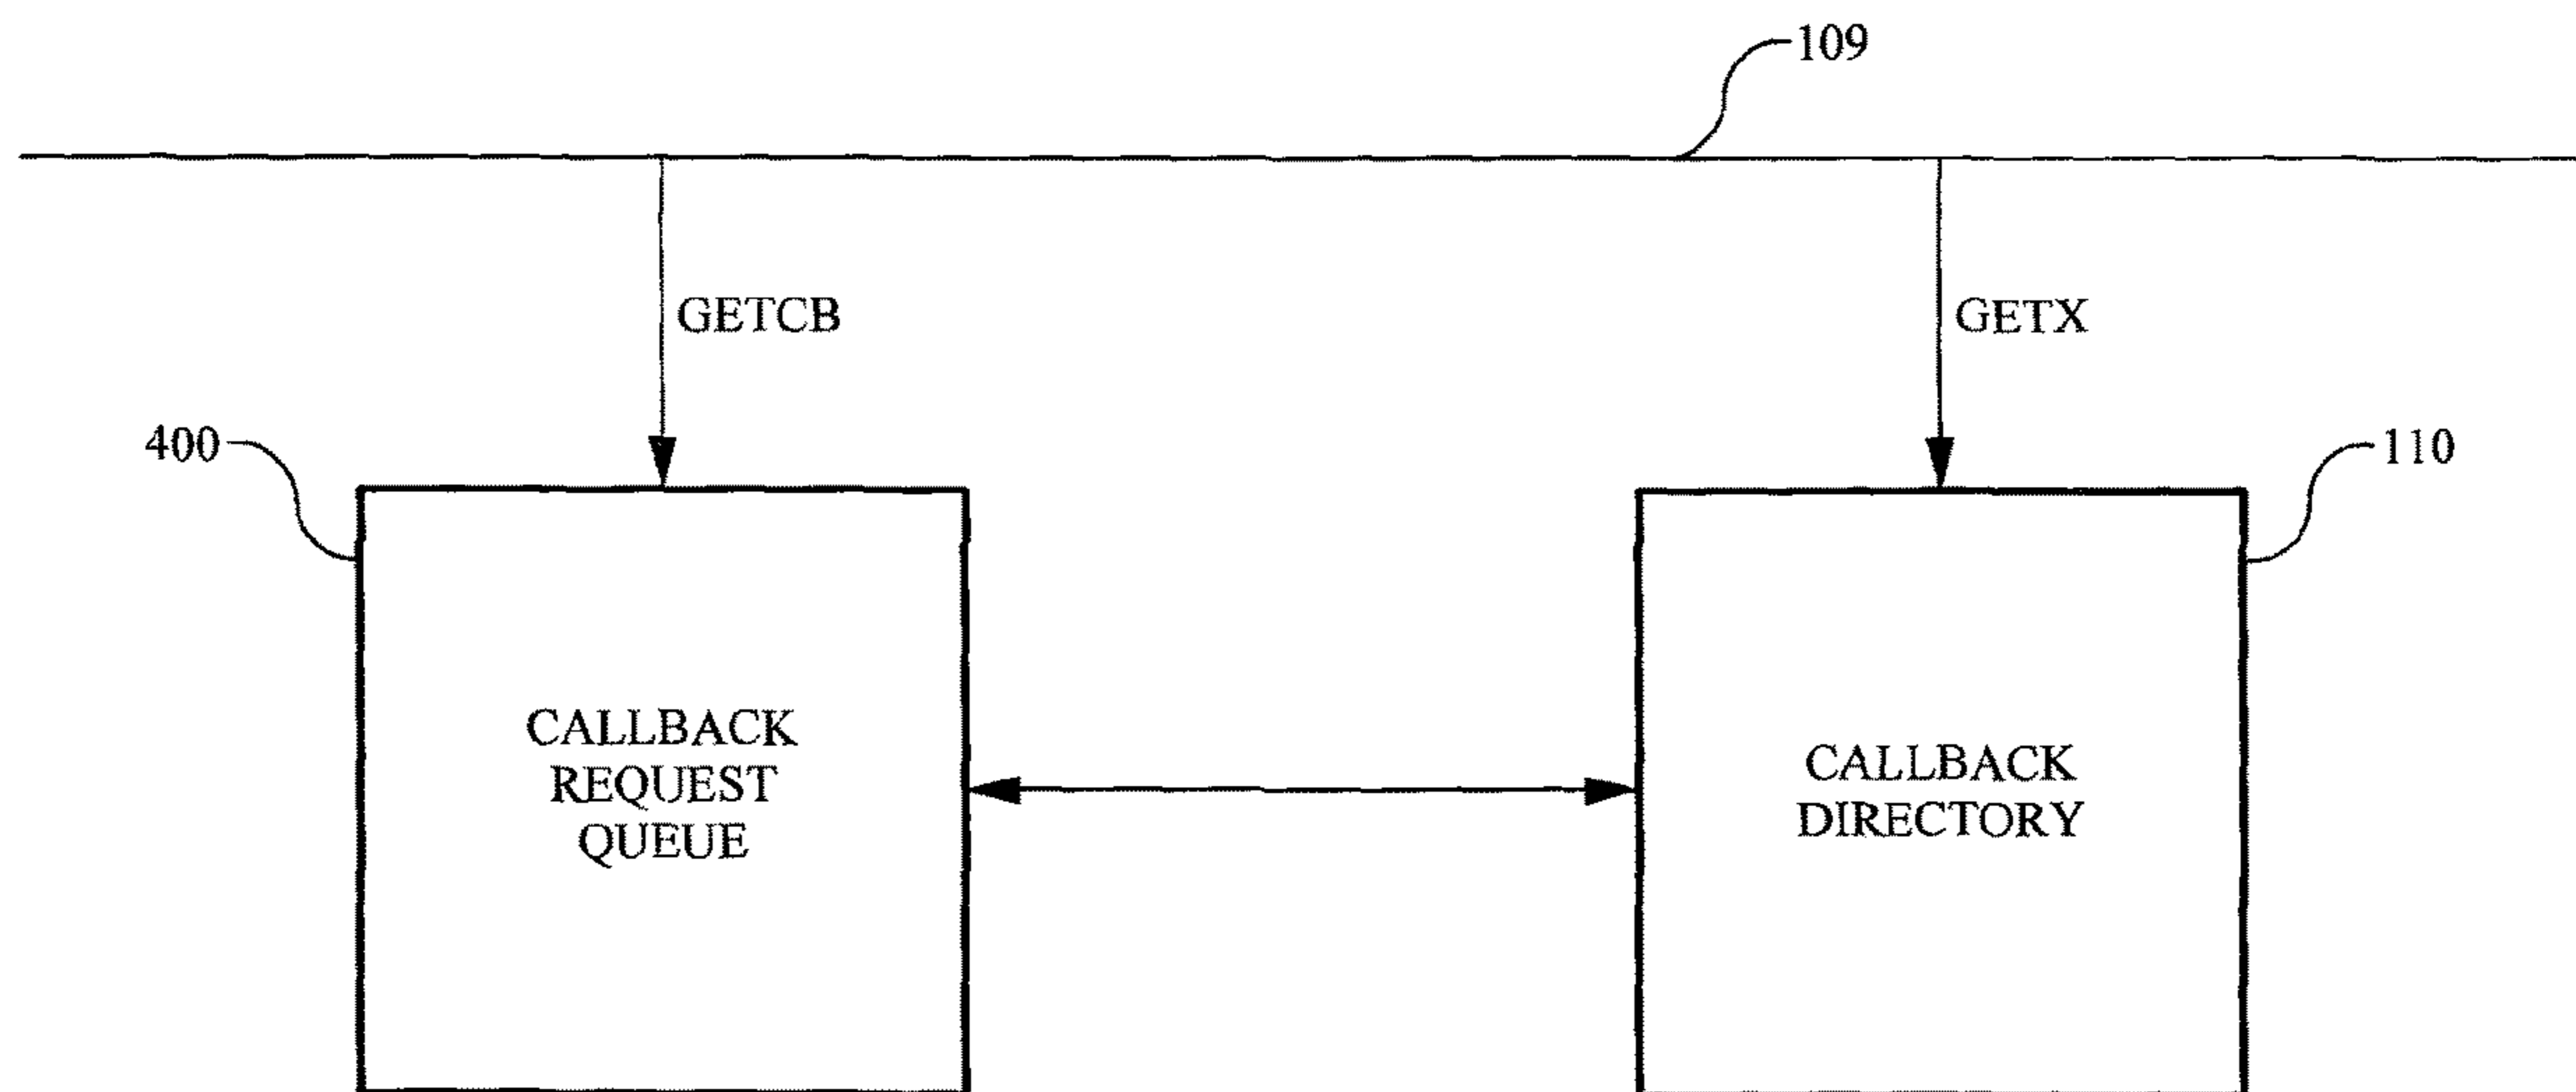 109
GETCB
GETX
400
110
CALLBACK
REQUEST
QUEUE
CALLBACK
DIRECTORY